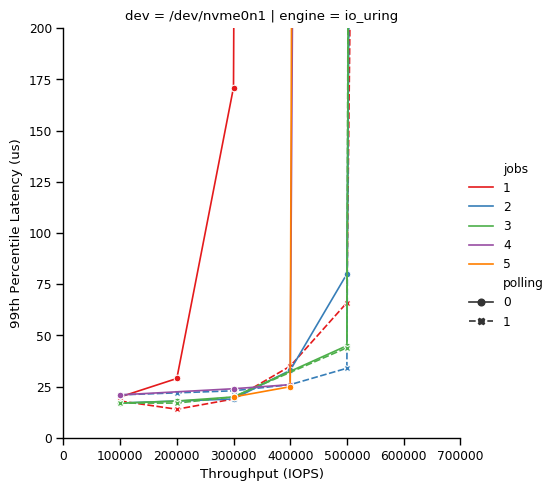 dev = /dev/nvme0n1 | engine = io_uring
200
175
150
125
100
75
50
25
0
99th Percentile Latency (us)
0 100000 200000 300000 400000 500000 600000 700000
Throughput (IOPS)
jobs
1
2
3
4
5
polling
0
1